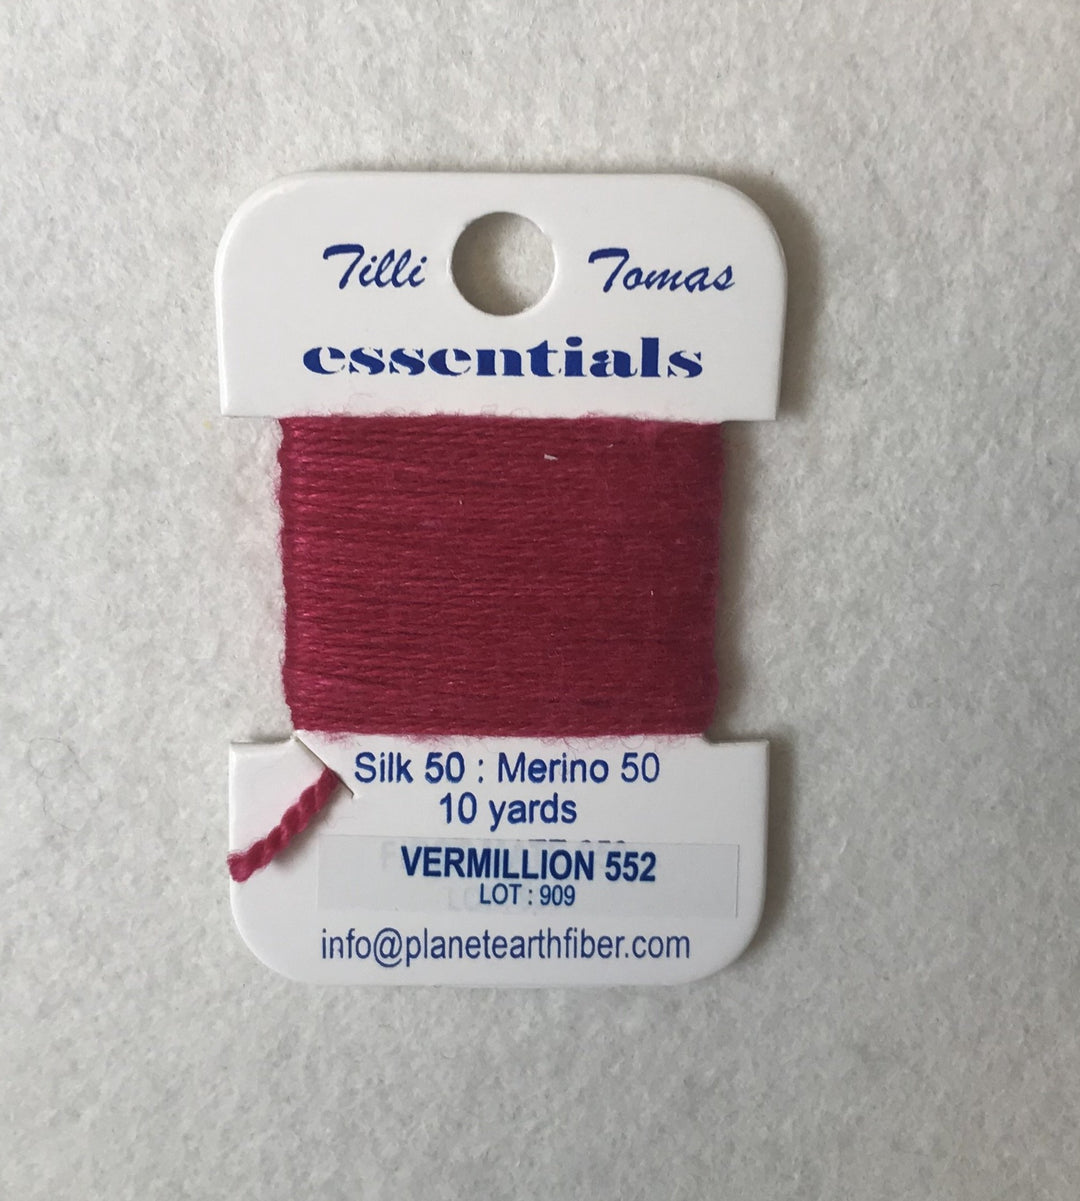 Tilli Tomas
essentials
Silk 50 : Merino 50
10 yards
VERMILLION 552
LOT : 909
info@planetearthfiber.com